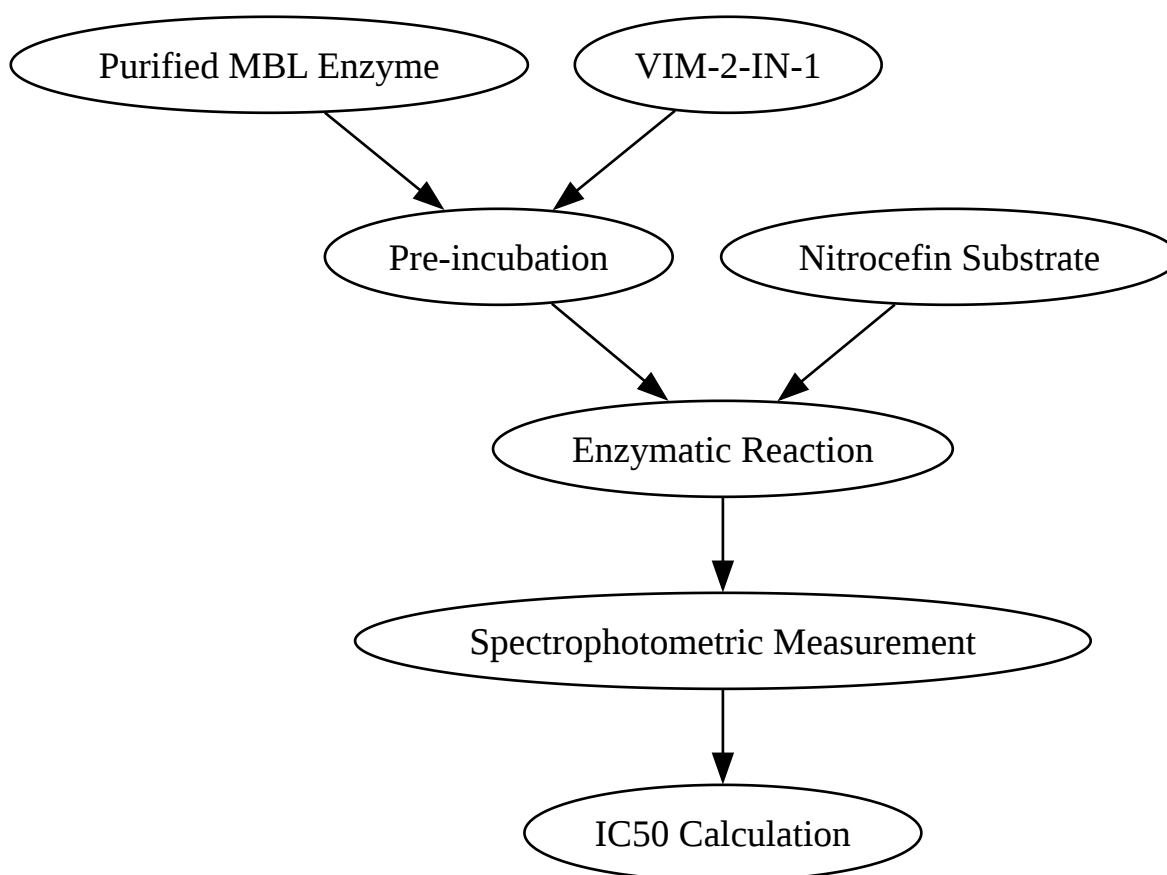 Purified MBL Enzyme
VIM-2-IN-1
Pre-incubation
Nitrocefin Substrate
Enzymatic Reaction
Spectrophotometric Measurement
IC50 Calculation